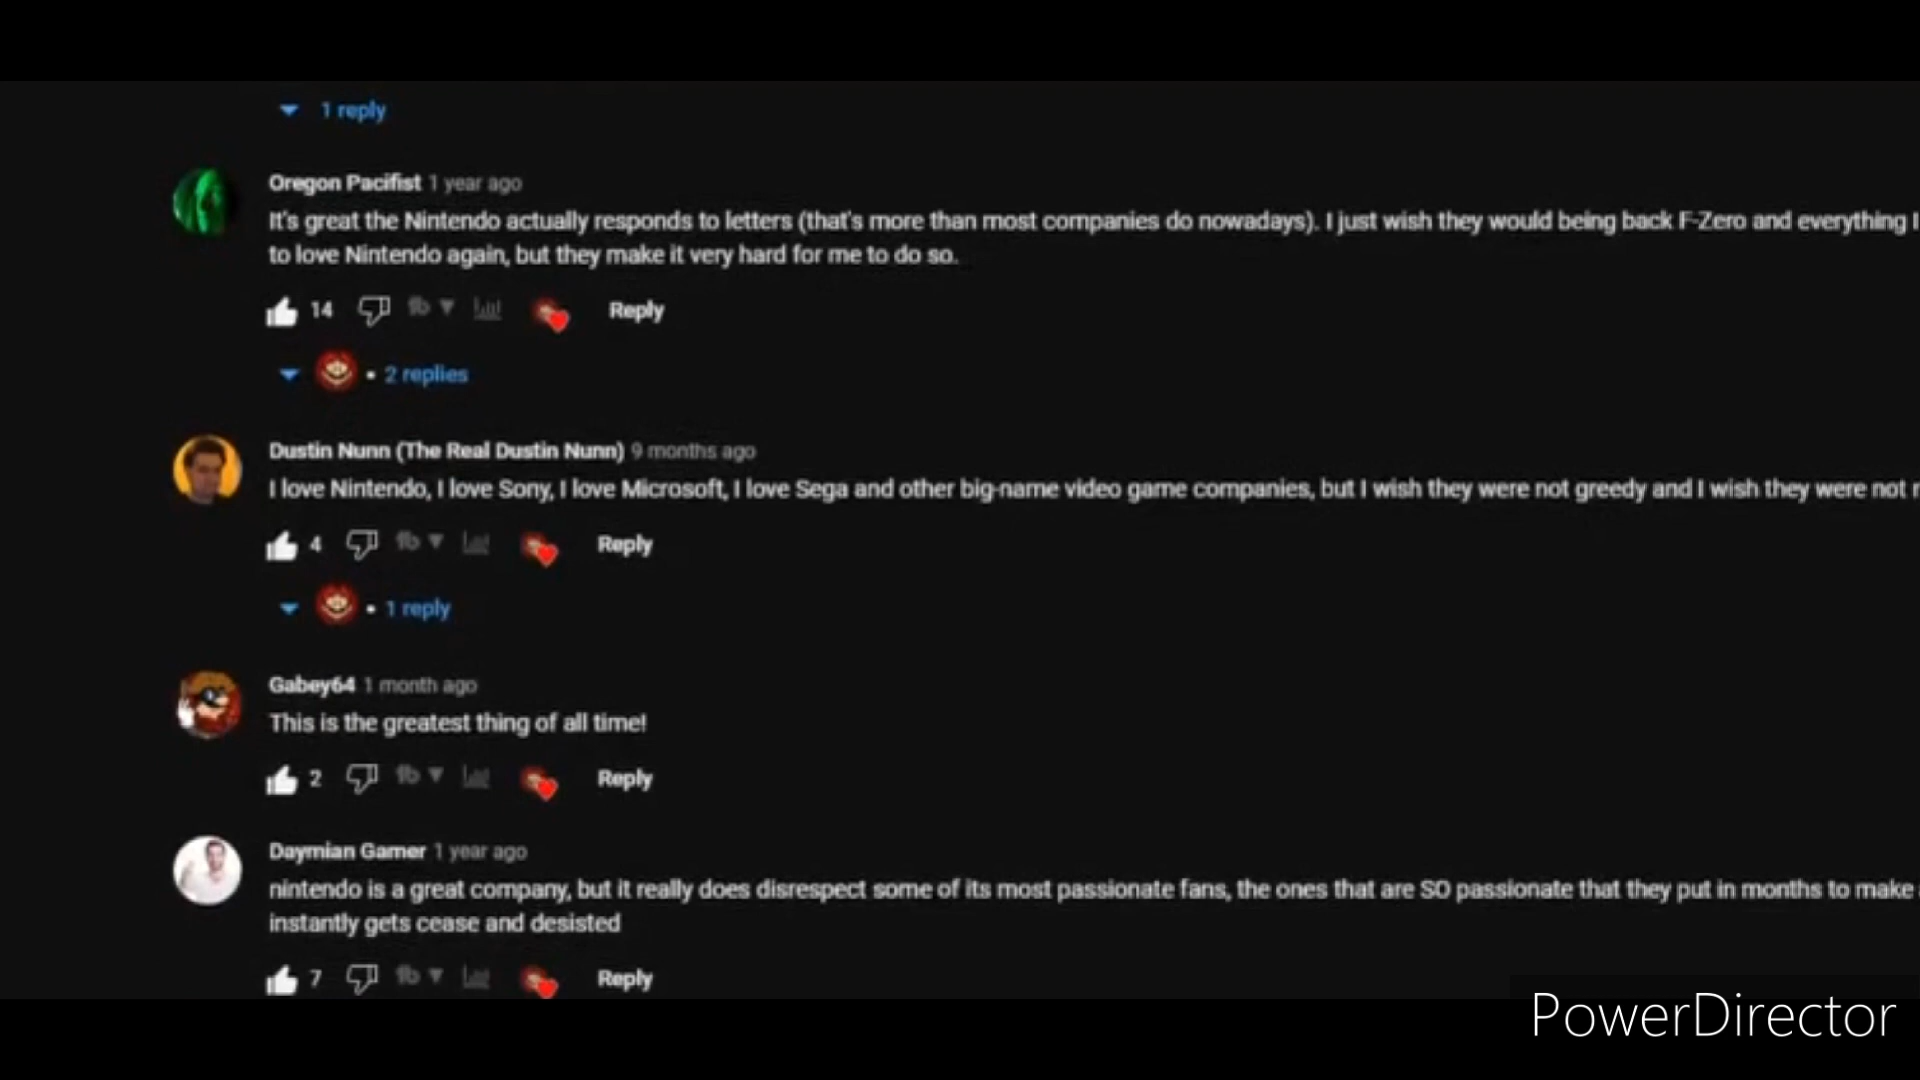 1 reply
Oregon Pacifist 1 year ago
It's great the Nintendo actually responds to letters (that's more than most companies do nowadays). I just wish they would being back F-Zero and everything I
to love Nintendo again, but they make it very hard for me to do so.
14 Reply
• 2 replies
Dustin Nunn (The Real Dustin Nunn) 9 months ago
I love Nintendo, I love Sony, I love Microsoft, I love Sega and other big-name video game companies, but I wish they were not greedy and I wish they were not
4 Reply
• 1 reply
Gabey64 1 month ago
This is the greatest thing of all time!
2 Reply
Daymian Gamer 1 year ago
nintendo is a great company, but it really does disrespect some of its most passionate fans, the ones that are SO passionate that they put in months to make
instantly gets cease and desisted
7 Reply
PowerDirector